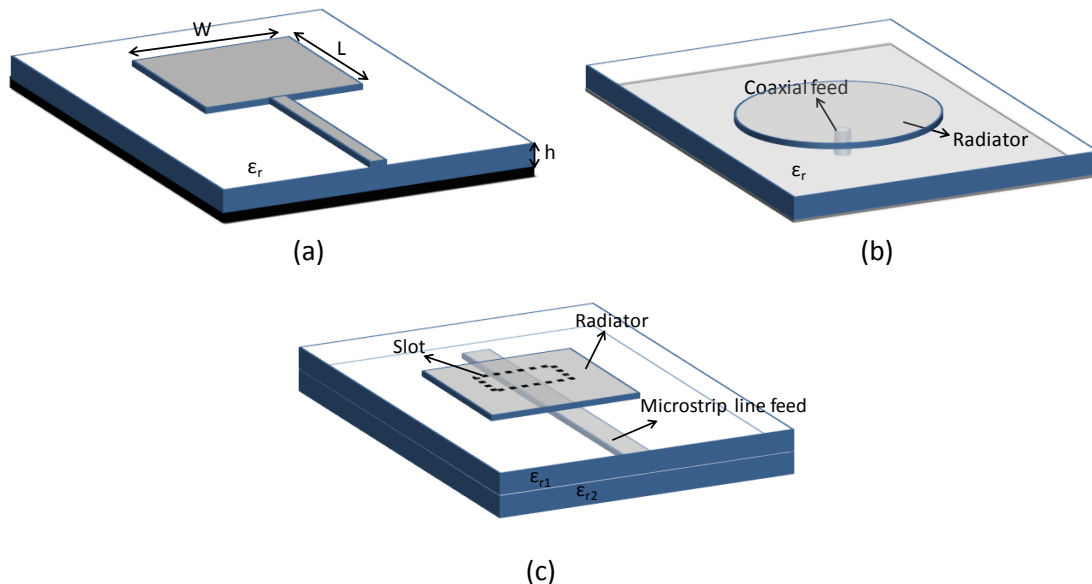 W
L
h
εr
(a)
Coaxial feed
Radiator
εr
(b)
Radiator
Slot
Microstrip line feed
εr1
εr2
(c)